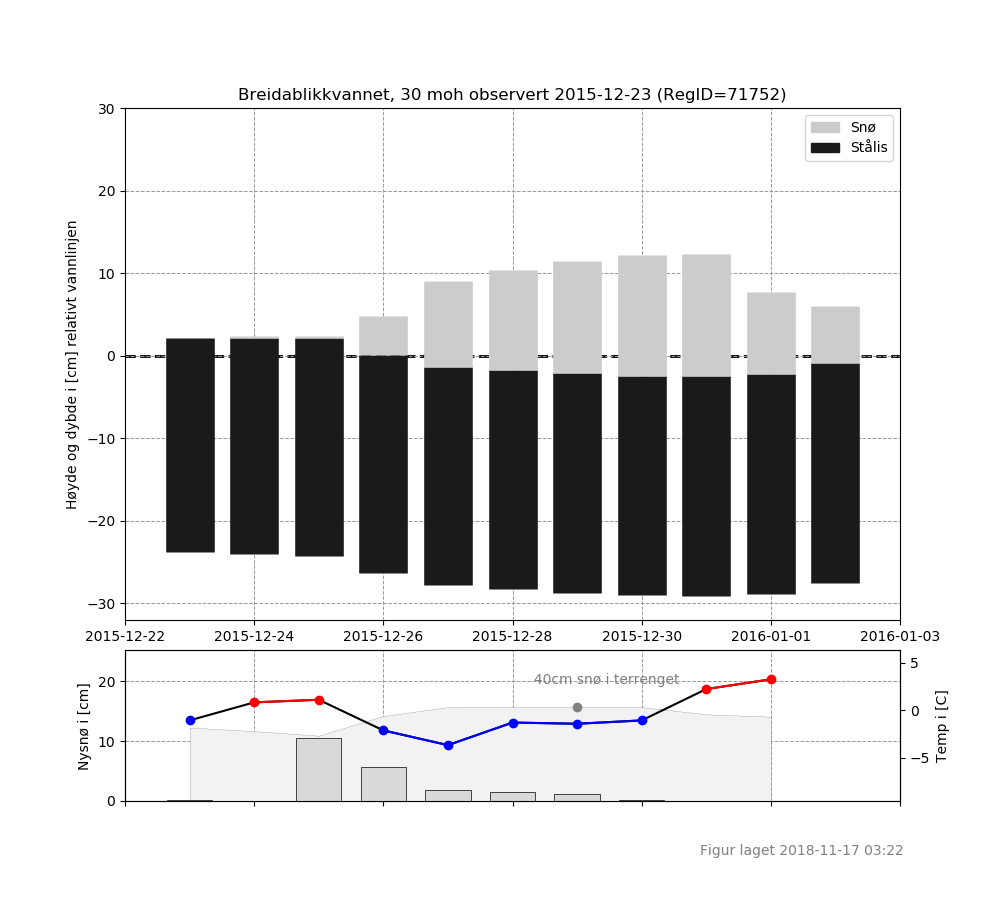 Breidablikkvannet, 30 moh observert 2015-12-23 (RegID=71752)
Snø
Stålis
Høyde og dybde i [cm] relativt vannlinjen
30
20
10
0
−10
−20
−30
2015-12-22 2015-12-24 2015-12-26 2015-12-28 2015-12-30 2016-01-01 2016-01-03
Nysnø i [cm]
20
10
0
40cm snø i terrenget
5
0
−5
Temp i [C]
Figur laget 2018-11-17 03:22